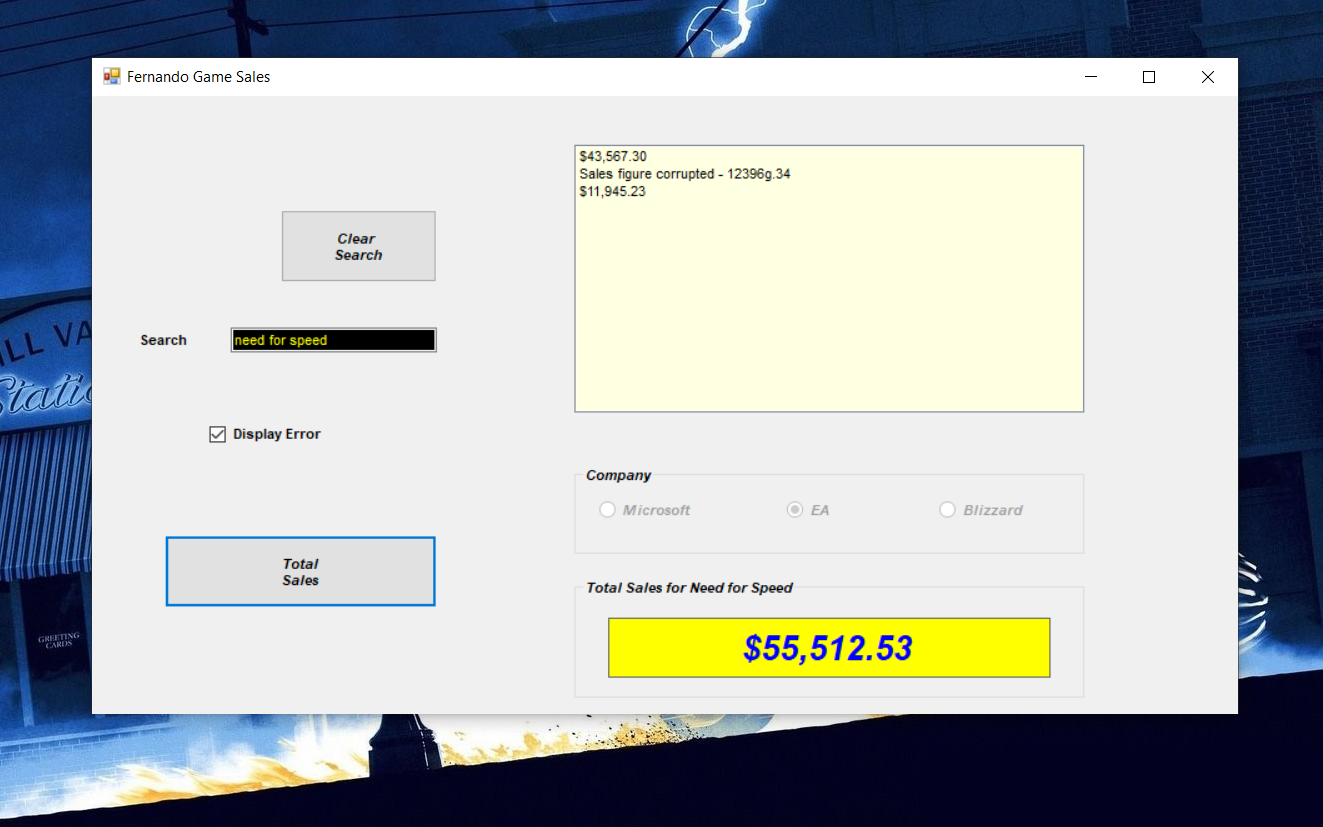 Fernando Game Sales
$43,567.30
Sales figure corrupted - 12396g.34
$11,945.23
Clear
Search
Search
need for speed
Display Error
Company
Microsoft
EA
Blizzard
Total
Sales
Total Sales for Need for Speed
$55,512.53
ILL VA
Static
GREETING
CARDS